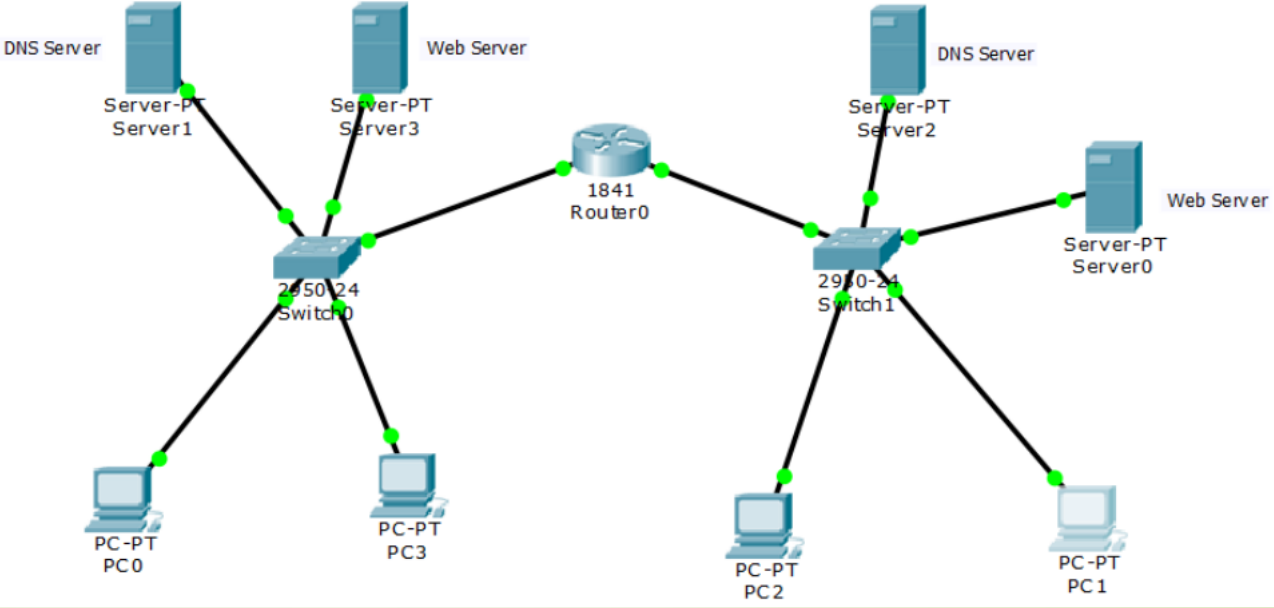 DNS Server
Server-PT
Server1
Web Server
Server-PT
Server3
1841
Router0
DNS Server
Server-PT
Server2
Web Server
Server-PT
Server0
2950-24
Switch0
2950-24
Switch1
PC-PT
PC0
PC-PT
PC3
PC-PT
PC2
PC-PT
PC1